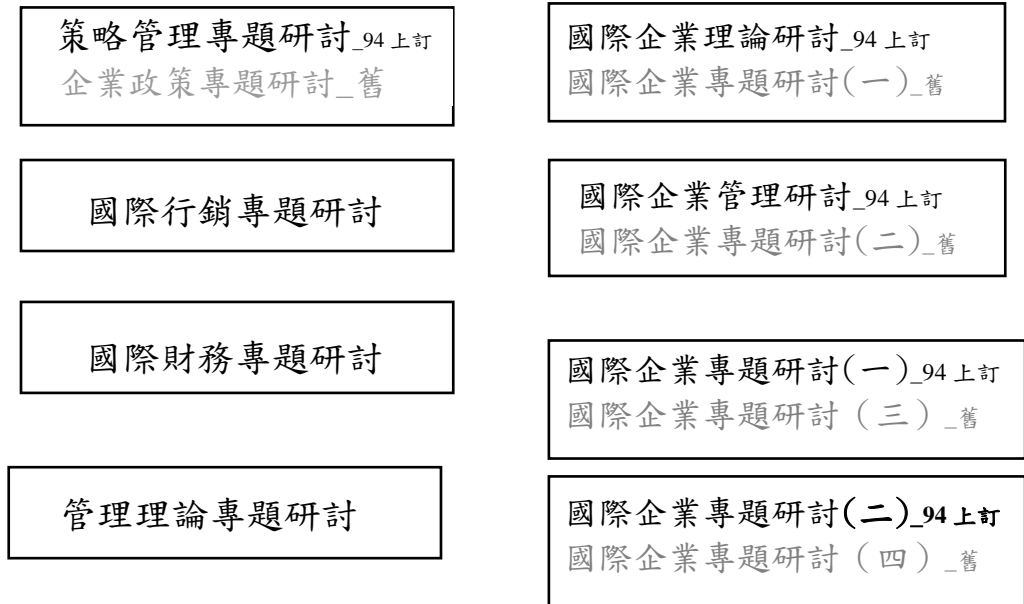 策略管理專題研討_94 上訂
企業政策專題研討_舊
國際行銷專題研討
國際財務專題研討
管理理論專題研討
國際企業理論研討_94 上訂
國際企業專題研討(一)_舊
國際企業管理研討_94 上訂
國際企業專題研討(二)_舊
國際企業專題研討(一)_94 上訂
國際企業專題研討（三）_舊
國際企業專題研討(二)_94 上訂
國際企業專題研討（四）_舊